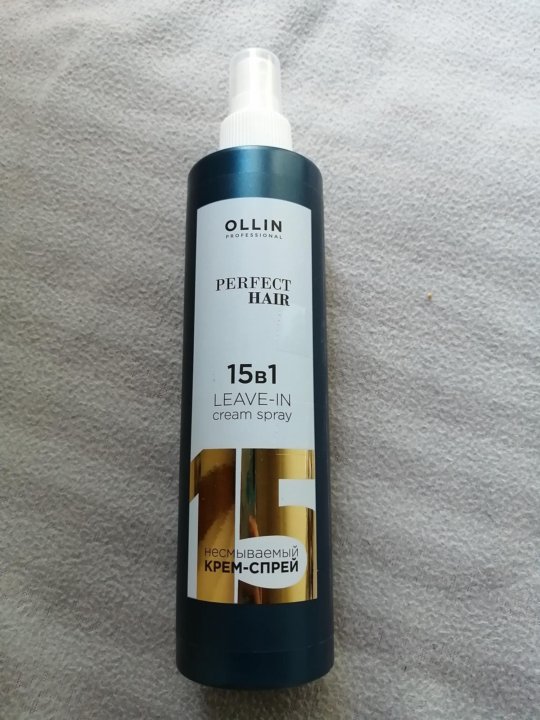 OLLIN
PROFESSIONAL
PERFECT
HAIR
15в1
LEAVE-IN
cream spray
15
несмываемый
КРЕМ-СПРЕЙ